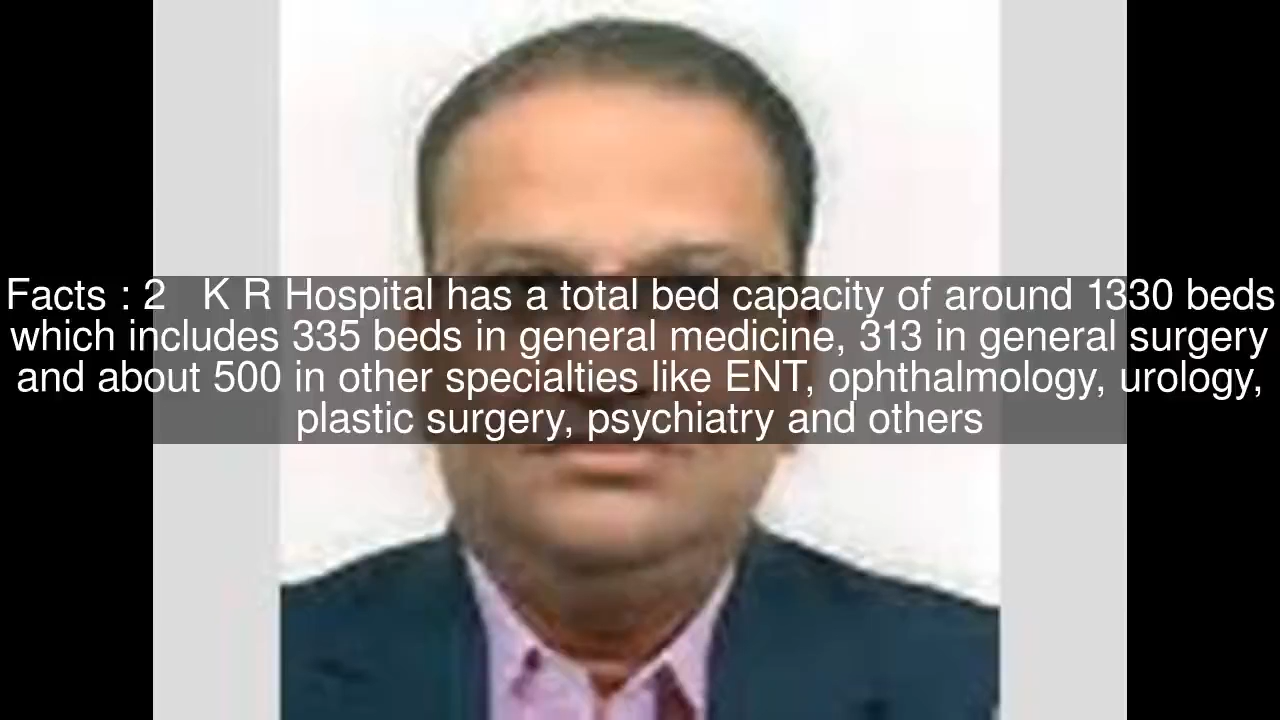 Facts : 2   K R Hospital has a total bed capacity of around 1330 beds
which includes 335 beds in general medicine, 313 in general surgery
and about 500 in other specialties like ENT, ophthalmology, urology,
plastic surgery, psychiatry and others